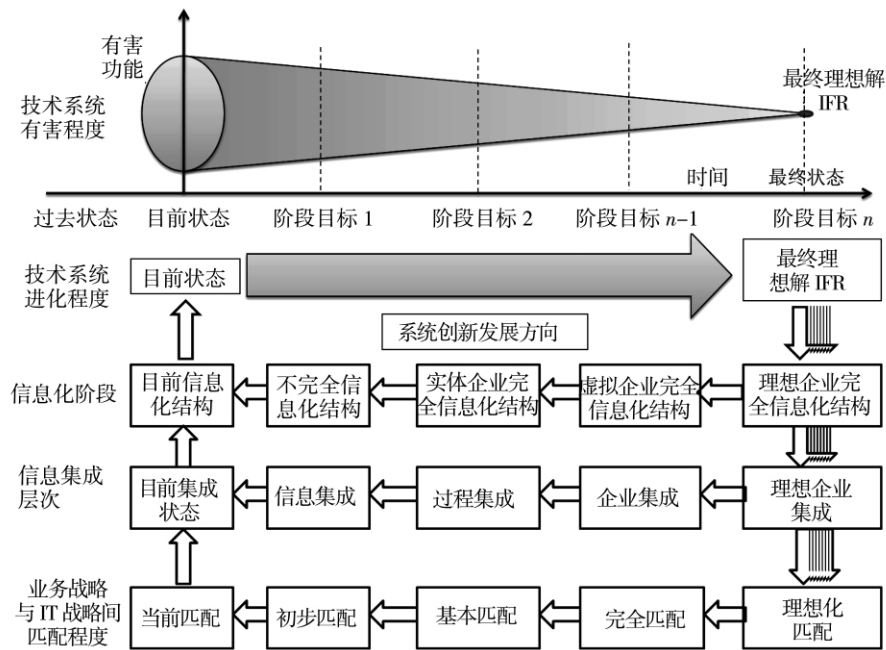 有害
功能
技术系统
有害程度
最终理想解
IFR
时间
最终状态
过去状态
目前状态
阶段目标 1
阶段目标 2
阶段目标 n-1
阶段目标 n
技术系统
进化程度
目前状态
最终理
想解 IFR
系统创新发展方向
信息化阶段
目前信息
化结构
不完全信
息化结构
实体企业完
全信息化结构
虚拟企业完全
信息化结构
理想企业完
全信息化结构
信息集成
层次
目前集成
状态
信息集成
过程集成
企业集成
理想企业
集成
业务战略
与 IT 战略间
匹配程度
当前匹配
初步匹配
基本匹配
完全匹配
理想化
匹配